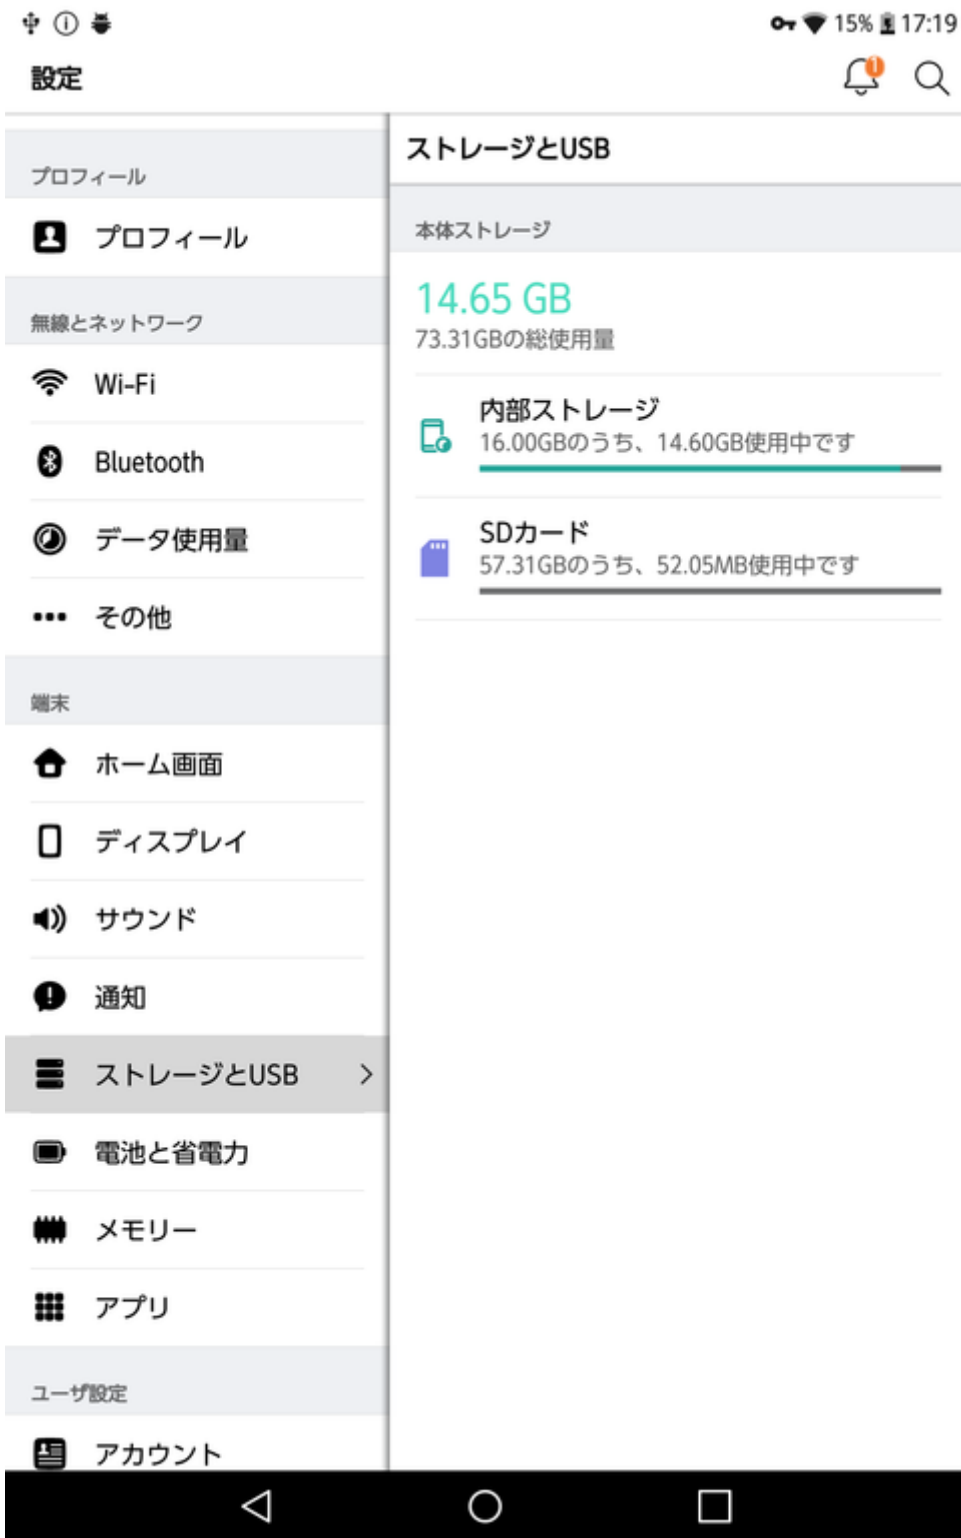 15% 17:19
設定
1
プロフィール
プロフィール
無線とネットワーク
Wi-Fi
Bluetooth
データ使用量
その他
端末
ホーム画面
ディスプレイ
サウンド
通知
ストレージとUSB
電池と省電力
メモリー
アプリ
ユーザ設定
アカウント
ストレージとUSB
本体ストレージ
14.65 GB
73.31GBの総使用量
内部ストレージ
16.00GBのうち、14.60GB使用中です
SDカード
57.31GBのうち、52.05MB使用中です